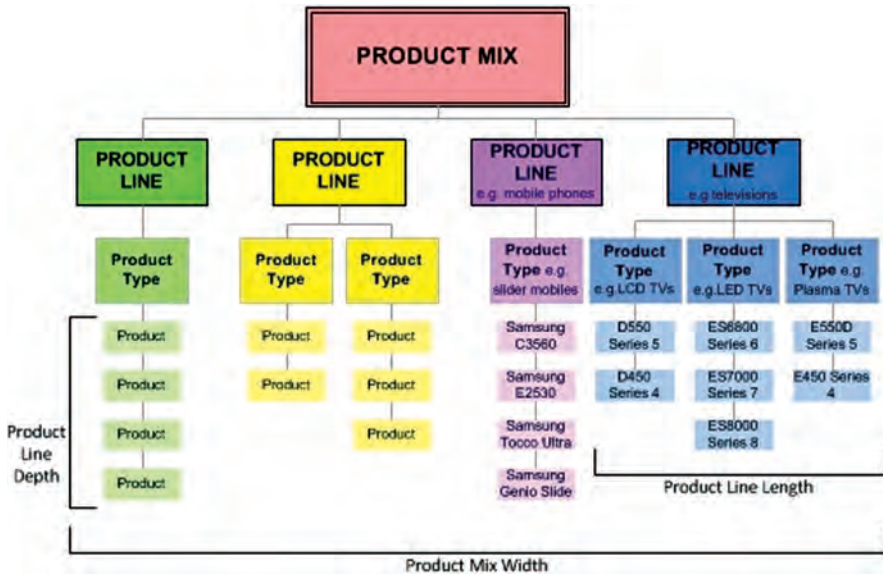 PRODUCT MIX
PRODUCT
LINE
PRODUCT
LINE
PRODUCT
LINE
e.g. mobile phones
PRODUCT
LINE
e.g televisions
Product
Type
Product
Type
Product
Type
Product
Type e.g.
slider mobiles
Product
Type
e.g.LCD TVs
Product
Type
e.g.LED TVs
Product
Type e.g.
Plasma TVs
Product
Product
Product
Product
Product
Product
Product
Product
Product
Samsung
C3560
Samsung
E2530
Samsung
Tocco Ultra
Samsung
Genio Slide
D550
Series 5
D450
Series 4
ES6800
Series 6
ES7000
Series 7
ES8000
Series 8
E550D
Series 5
E450 Series
4
Product
Line
Depth
Product Line Length
Product Mix Width